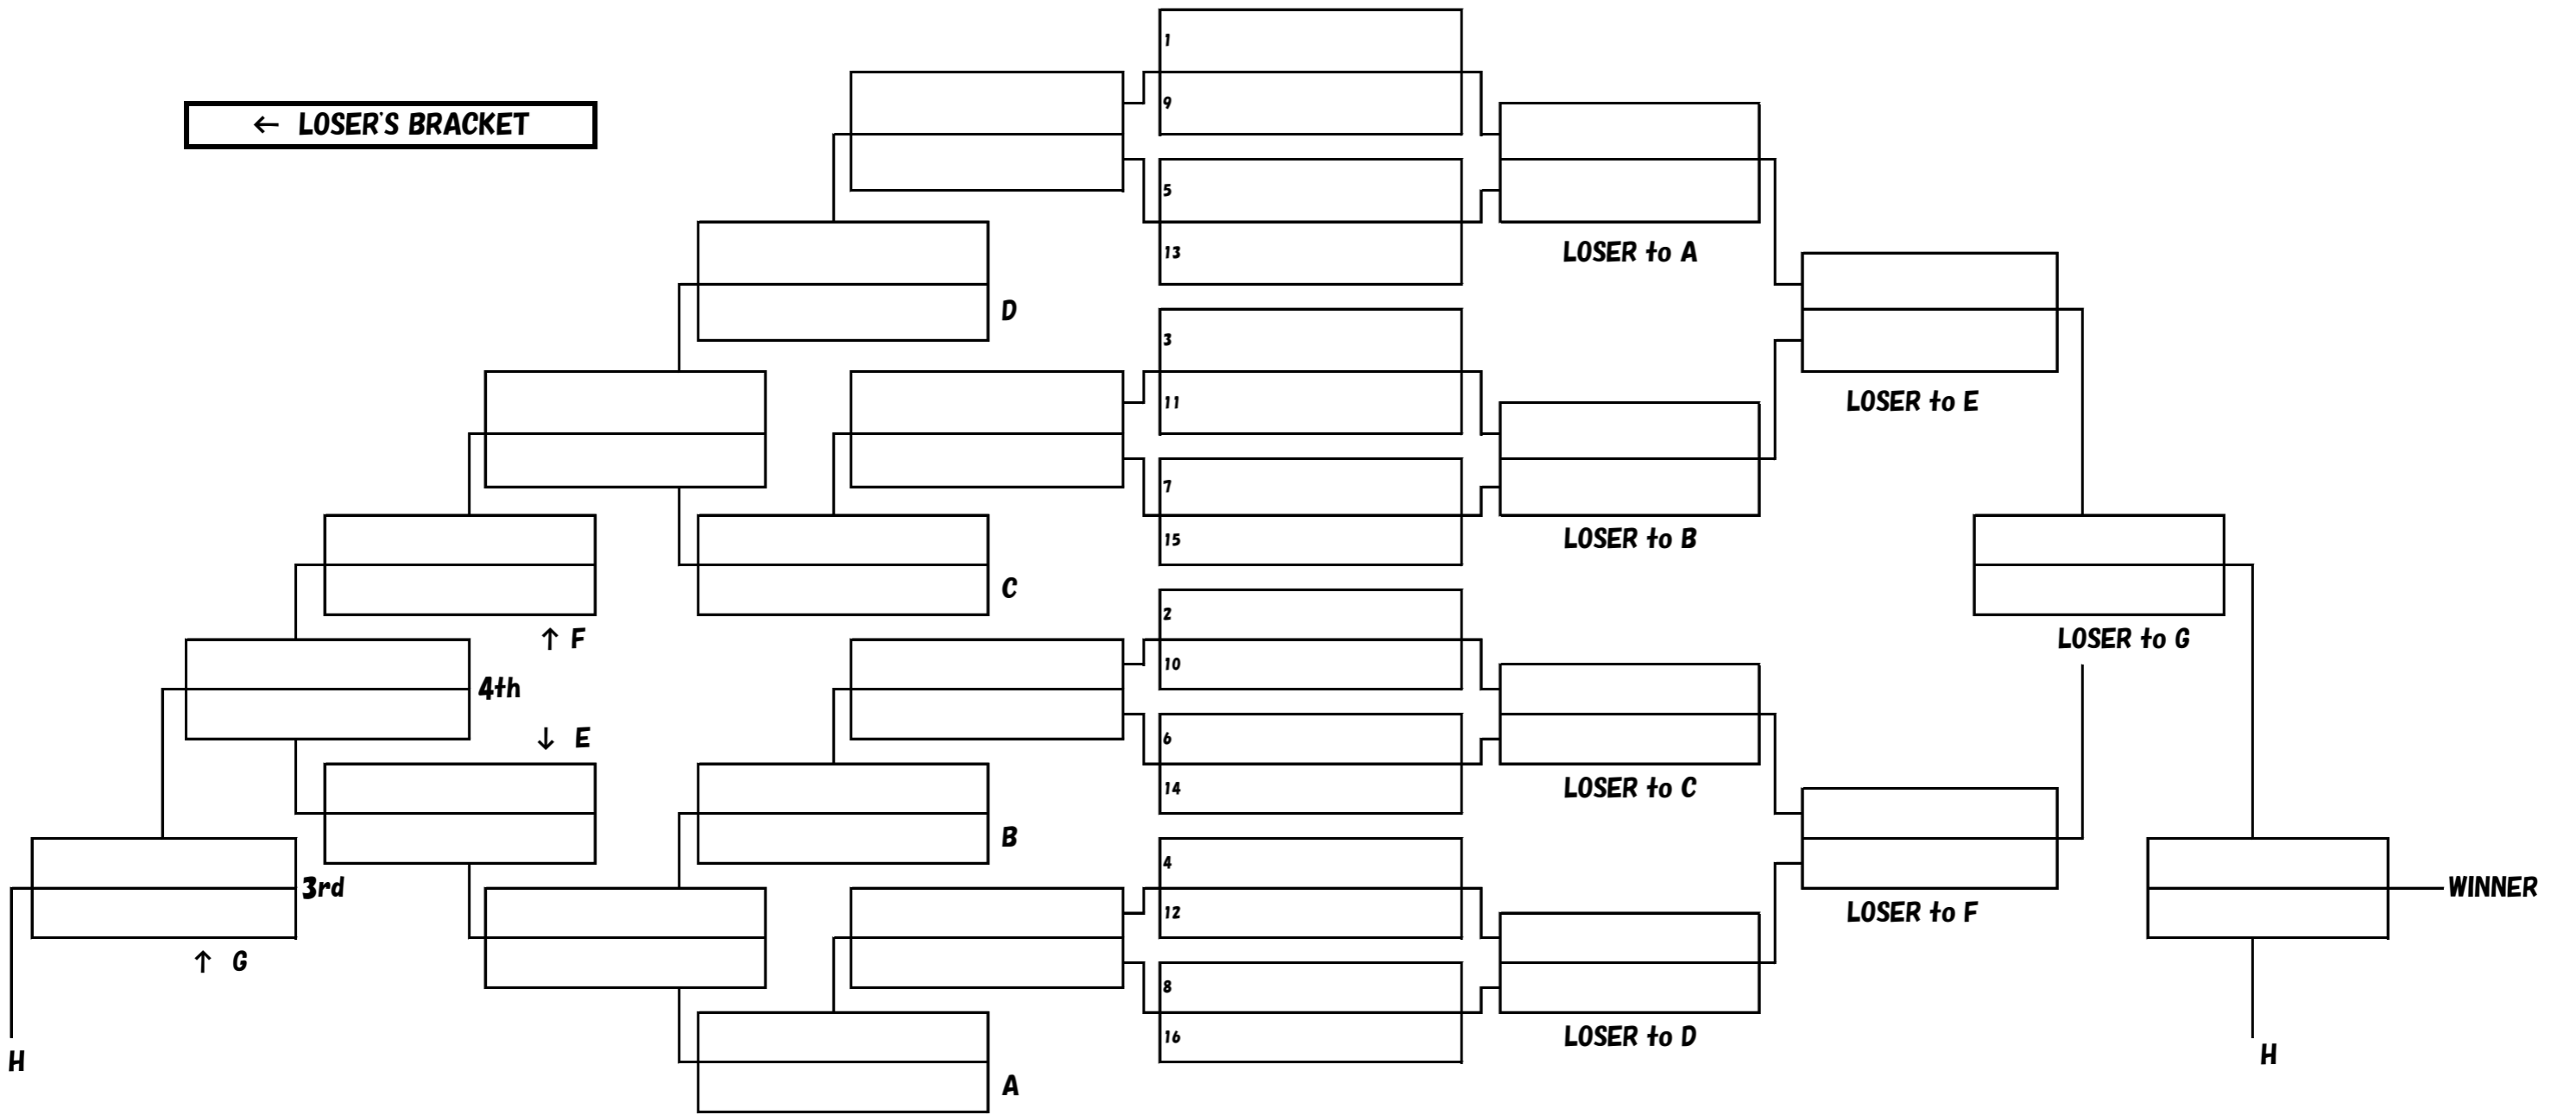 ← LOSER'S BRACKET
1
9
5
13
3
11
7
15
2
10
6
14
4
12
8
16
LOSER to A
LOSER to B
LOSER to C
LOSER to D
LOSER to E
LOSER to F
LOSER to G
WINNER
H
D
C
B
A
↑ F
↓ E
4th
3rd
↑ G
H